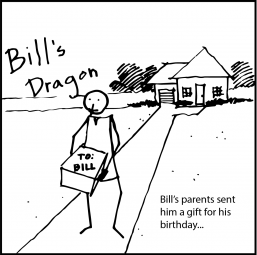 Bill's
Dragon
TO:
BILL
Bill's parents sent
him a gift for his
birthday...